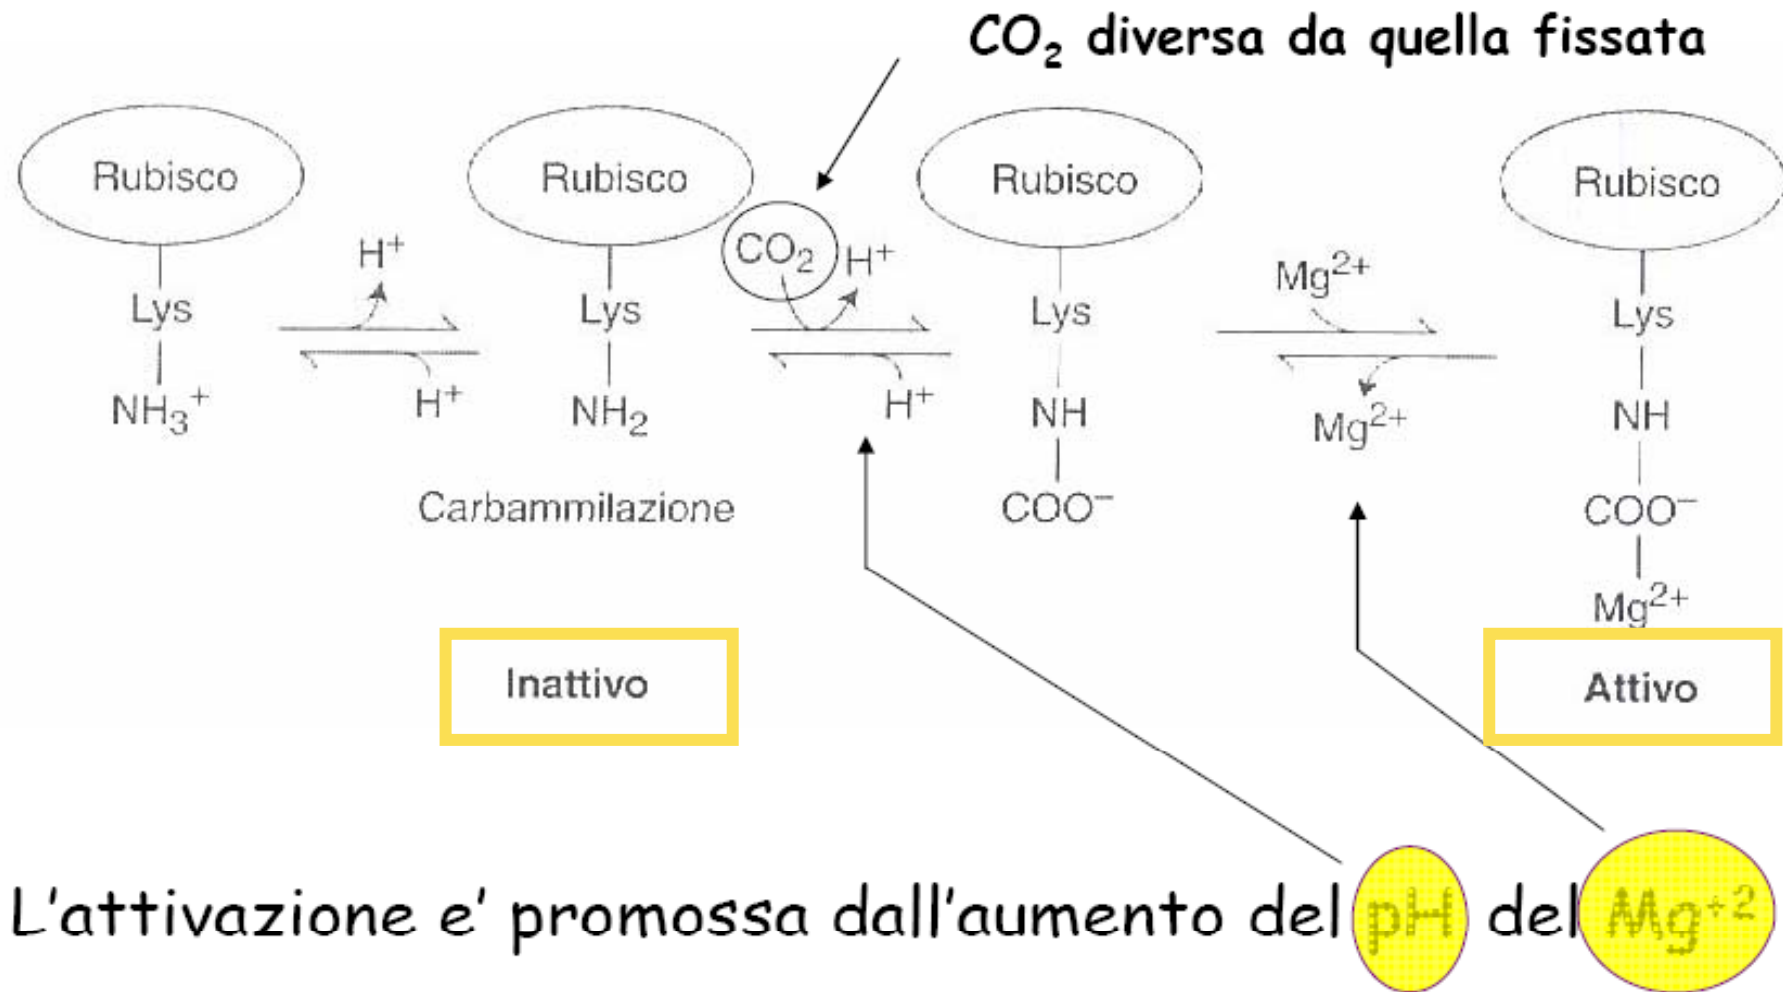 CO₂ diversa da quella fissata
Rubisco Rubisco Rubisco Rubisco
H⁺ CO₂ H⁺ Mg²⁺
Lys Lys Lys Lys
H⁺ H⁺ Mg²⁺
NH₃⁺ NH₂ NH NH
Carbammilazione COO⁻ COO⁻
Mg²⁺
Inattivo Attivo
L'attivazione e' promossa dall'aumento del pH del Mg⁺²